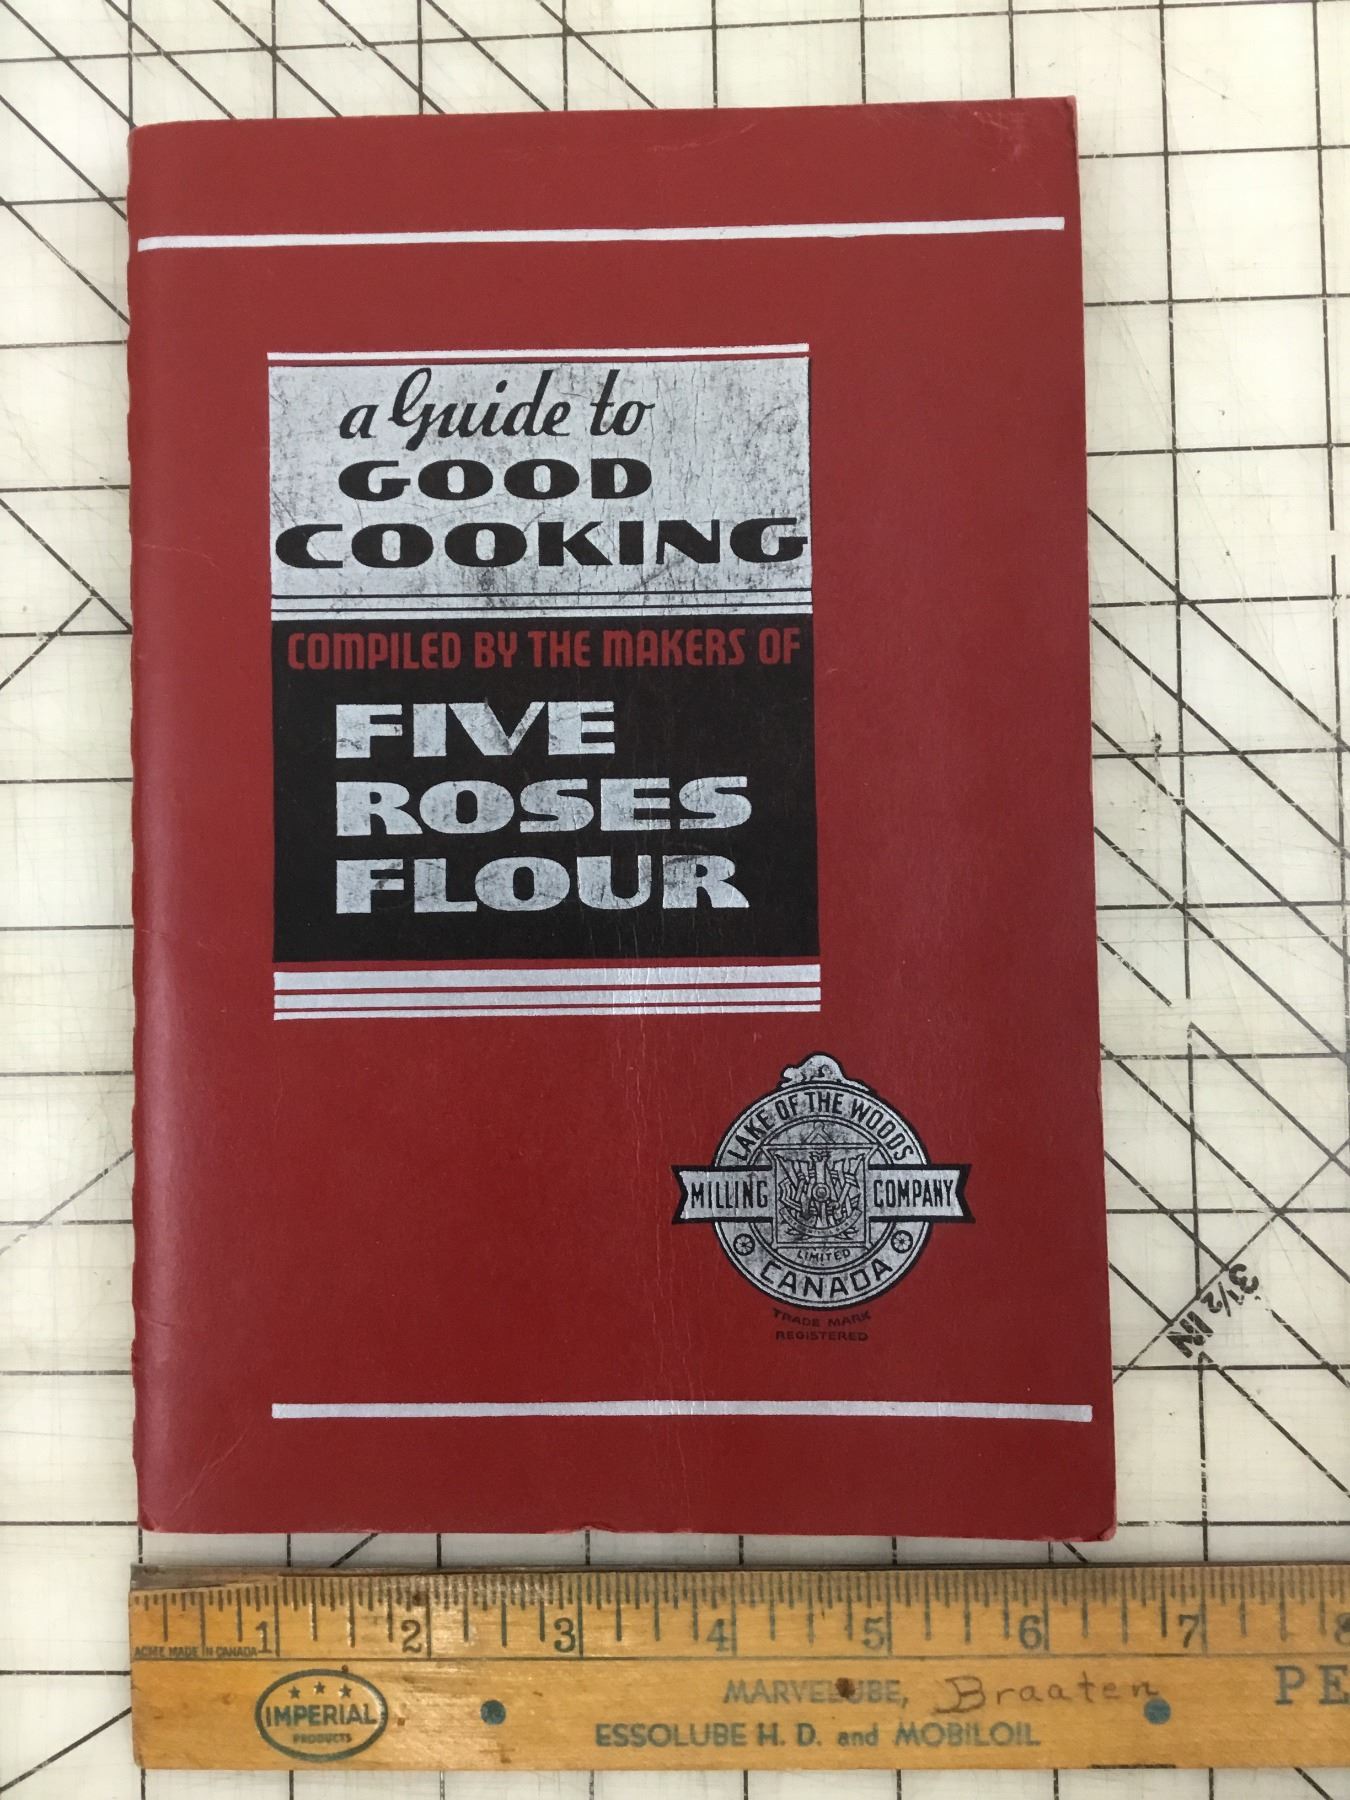 a Guide to
GOOD
COOKING
COMPILED BY THE MAKERS OF
FIVE
ROSES
FLOUR
LAKE OF THE WOODS
MILLING COMPANY
LIMITED
CANADA
TRADE MARK
REGISTERED
3 1/2 IN
1 2 3 4 5 6 7 8
ACME MADE IN CANADA
IMPERIAL
PRODUCTS
MARVELUBE, Braaten PE
ESSOLUBE H. D. and MOBILOIL